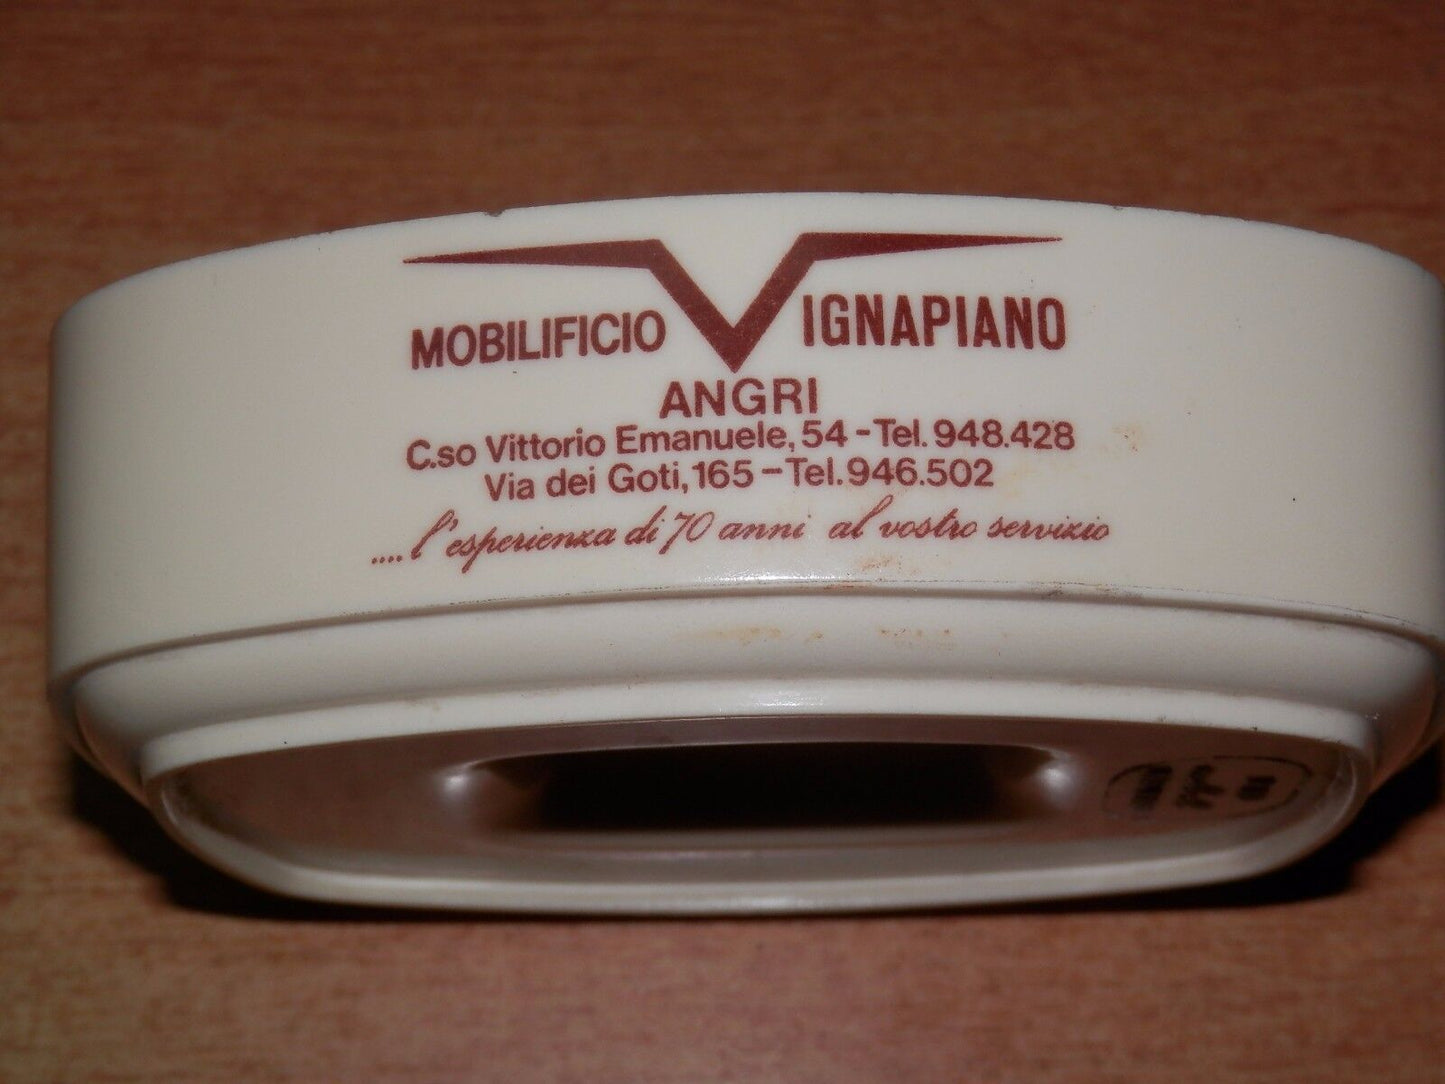 MOBILIFICIO VIGNAPIANO
ANGRI
C.so Vittorio Emanuele, 54 - Tel. 948.428
Via dei Goti, 165 - Tel. 946.502
.... l'esperienza di 70 anni al vostro servizio